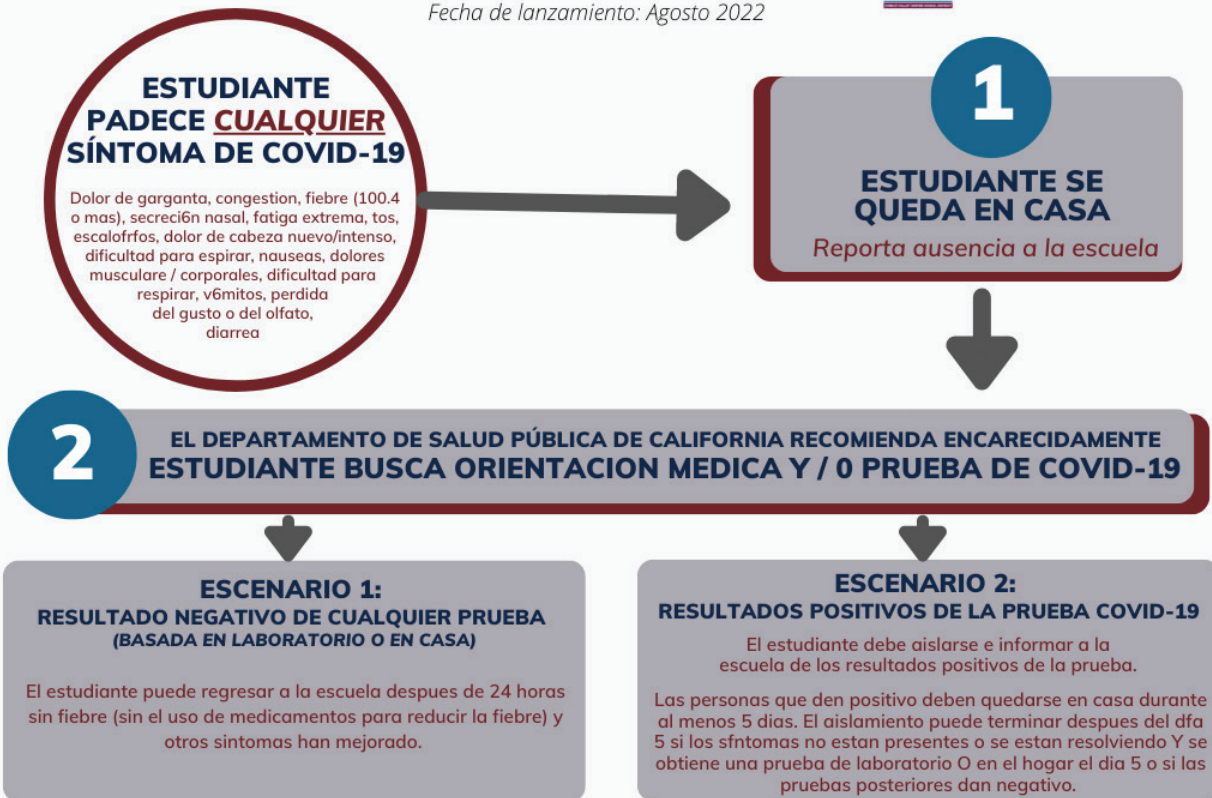 Fecha de lanzamiento: Agosto 2022
ESTUDIANTE
PADECE CUALQUIER
SÍNTOMA DE COVID-19
Dolor de garganta, congestion, fiebre (100.4
o mas), secreci6n nasal, fatiga extrema, tos,
escalofrfos, dolor de cabeza nuevo/intenso,
dificultad para espirar, nauseas, dolores
musculare / corporales, dificultad para
respirar, v6mitos, perdida
del gusto o del olfato,
diarrea
1
ESTUDIANTE SE
QUEDA EN CASA
Reporta ausencia a la escuela
2
EL DEPARTAMENTO DE SALUD PÚBLICA DE CALIFORNIA RECOMIENDA ENCARECIDAMENTE
ESTUDIANTE BUSCA ORIENTACION MEDICA Y / 0 PRUEBA DE COVID-19
ESCENARIO 1:
RESULTADO NEGATIVO DE CUALQUIER PRUEBA
(BASADA EN LABORATORIO O EN CASA)
El estudiante puede regresar a la escuela despues de 24 horas
sin fiebre (sin el uso de medicamentos para reducir la fiebre) y
otros sintomas han mejorado.
ESCENARIO 2:
RESULTADOS POSITIVOS DE LA PRUEBA COVID-19
El estudiante debe aislarse e informar a la
escuela de los resultados positivos de la prueba.
Las personas que den positivo deben quedarse en casa durante
al menos 5 dias. El aislamiento puede terminar despues del dfa
5 si los sfntomas no estan presentes o se estan resolviendo Y se
obtiene una prueba de laboratorio O en el hogar el dia 5 o si las
pruebas posteriores dan negativo.